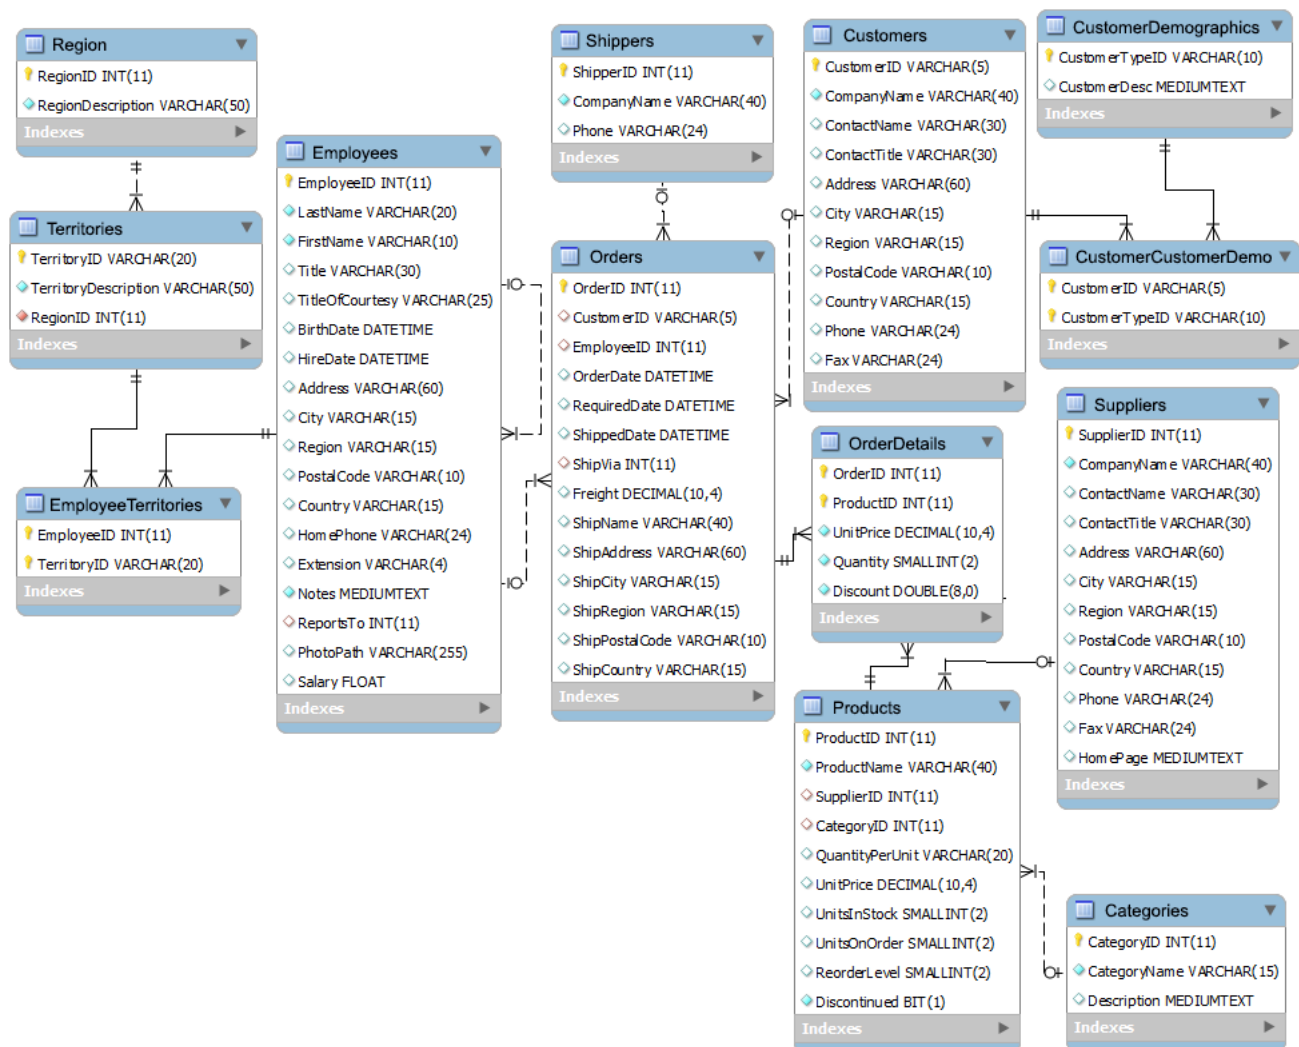 Region
RegionID INT(11)
RegionDescription VARCHAR(50)
Indexes
Territories
TerritoryID VARCHAR(20)
TerritoryDescription VARCHAR(50)
RegionID INT(11)
Indexes
EmployeeTerritories
EmployeeID INT(11)
TerritoryID VARCHAR(20)
Indexes
Employees
EmployeeID INT(11)
LastName VARCHAR(20)
FirstName VARCHAR(10)
Title VARCHAR(30)
TitleOfCourtesy VARCHAR(25)
BirthDate DATETIME
HireDate DATETIME
Address VARCHAR(60)
City VARCHAR(15)
Region VARCHAR(15)
PostalCode VARCHAR(10)
Country VARCHAR(15)
HomePhone VARCHAR(24)
Extension VARCHAR(4)
Notes MEDIUMTEXT
ReportsTo INT(11)
PhotoPath VARCHAR(255)
Salary FLOAT
Indexes
Shippers
ShipperID INT(11)
CompanyName VARCHAR(40)
Phone VARCHAR(24)
Indexes
Orders
OrderID INT(11)
CustomerID VARCHAR(5)
EmployeeID INT(11)
OrderDate DATETIME
RequiredDate DATETIME
ShippedDate DATETIME
ShipVia INT(11)
Freight DECIMAL(10,4)
ShipName VARCHAR(40)
ShipAddress VARCHAR(60)
ShipCity VARCHAR(15)
ShipRegion VARCHAR(15)
ShipPostalCode VARCHAR(10)
ShipCountry VARCHAR(15)
Indexes
Customers
CustomerID VARCHAR(5)
CompanyName VARCHAR(40)
ContactName VARCHAR(30)
ContactTitle VARCHAR(30)
Address VARCHAR(60)
City VARCHAR(15)
Region VARCHAR(15)
PostalCode VARCHAR(10)
Country VARCHAR(15)
Phone VARCHAR(24)
Fax VARCHAR(24)
Indexes
CustomerDemographics
CustomerTypeID VARCHAR(10)
CustomerDesc MEDIUMTEXT
Indexes
CustomerCustomerDemo
CustomerID VARCHAR(5)
CustomerTypeID VARCHAR(10)
Indexes
OrderDetails
OrderID INT(11)
ProductID INT(11)
UnitPrice DECIMAL(10,4)
Quantity SMALLINT(2)
Discount DOUBLE(8,0)
Indexes
Suppliers
SupplierID INT(11)
CompanyName VARCHAR(40)
ContactName VARCHAR(30)
ContactTitle VARCHAR(30)
Address VARCHAR(60)
City VARCHAR(15)
Region VARCHAR(15)
PostalCode VARCHAR(10)
Country VARCHAR(15)
Phone VARCHAR(24)
Fax VARCHAR(24)
HomePage MEDIUMTEXT
Indexes
Products
ProductID INT(11)
ProductName VARCHAR(40)
SupplierID INT(11)
CategoryID INT(11)
QuantityPerUnit VARCHAR(20)
UnitPrice DECIMAL(10,4)
UnitsInStock SMALLINT(2)
UnitsOnOrder SMALLINT(2)
ReorderLevel SMALLINT(2)
Discontinued BIT(1)
Indexes
Categories
CategoryID INT(11)
CategoryName VARCHAR(15)
Description MEDIUMTEXT
Indexes